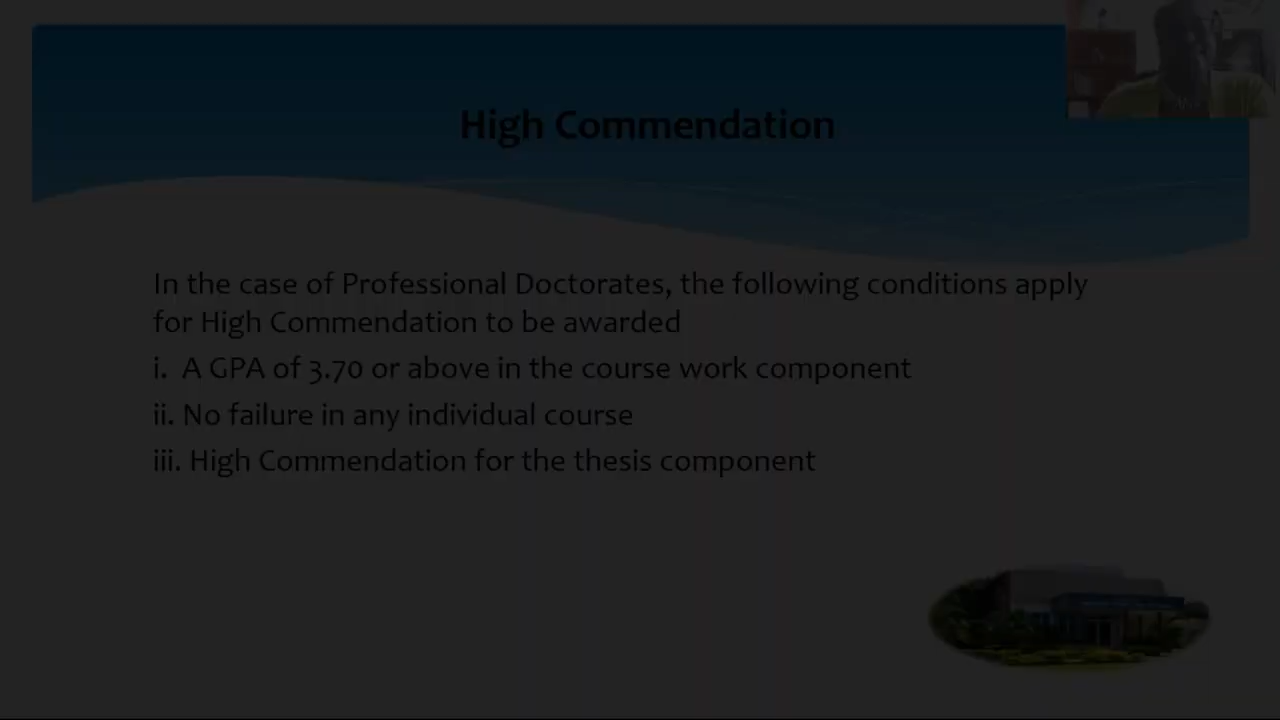 High Commendation
In the case of Professional Doctorates, the following conditions apply
for High Commendation to be awarded
i. A GPA of 3.70 or above in the course work component
ii. No failure in any individual course
iii. High Commendation for the thesis component